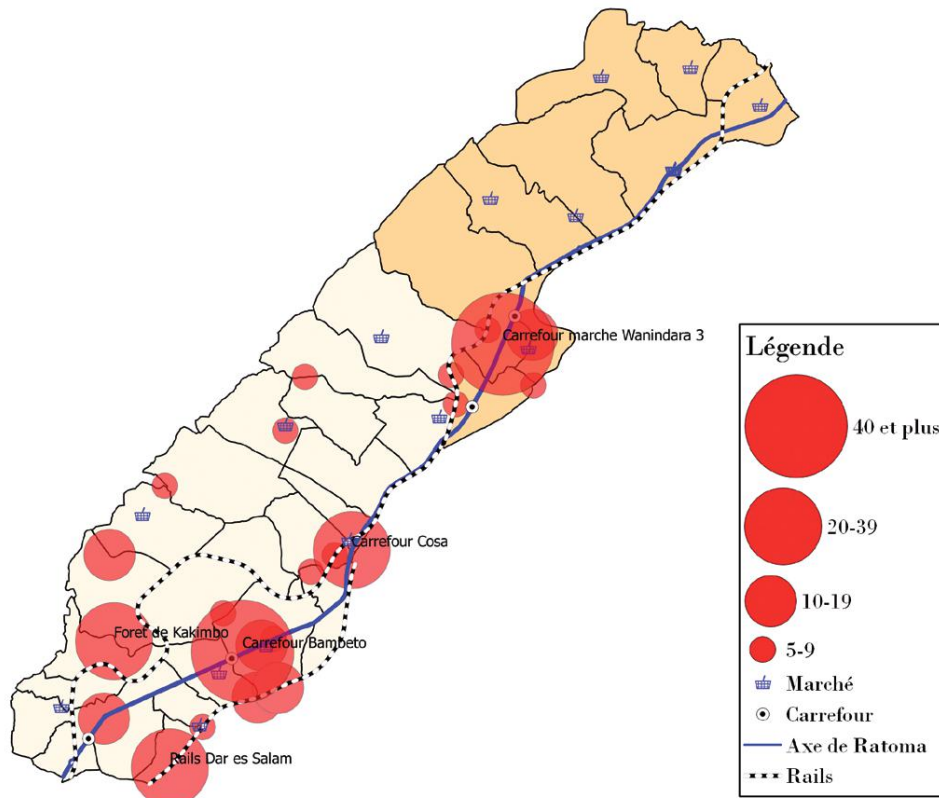 Carrefour marche Wanindara 3
Carrefour Cosa
Foret de Kakimbo
Carrefour Bambeto
Rails Dar es Salam
Légende
40 et plus
20-39
10-19
5-9
Marché
Carrefour
Axe de Ratoma
Rails